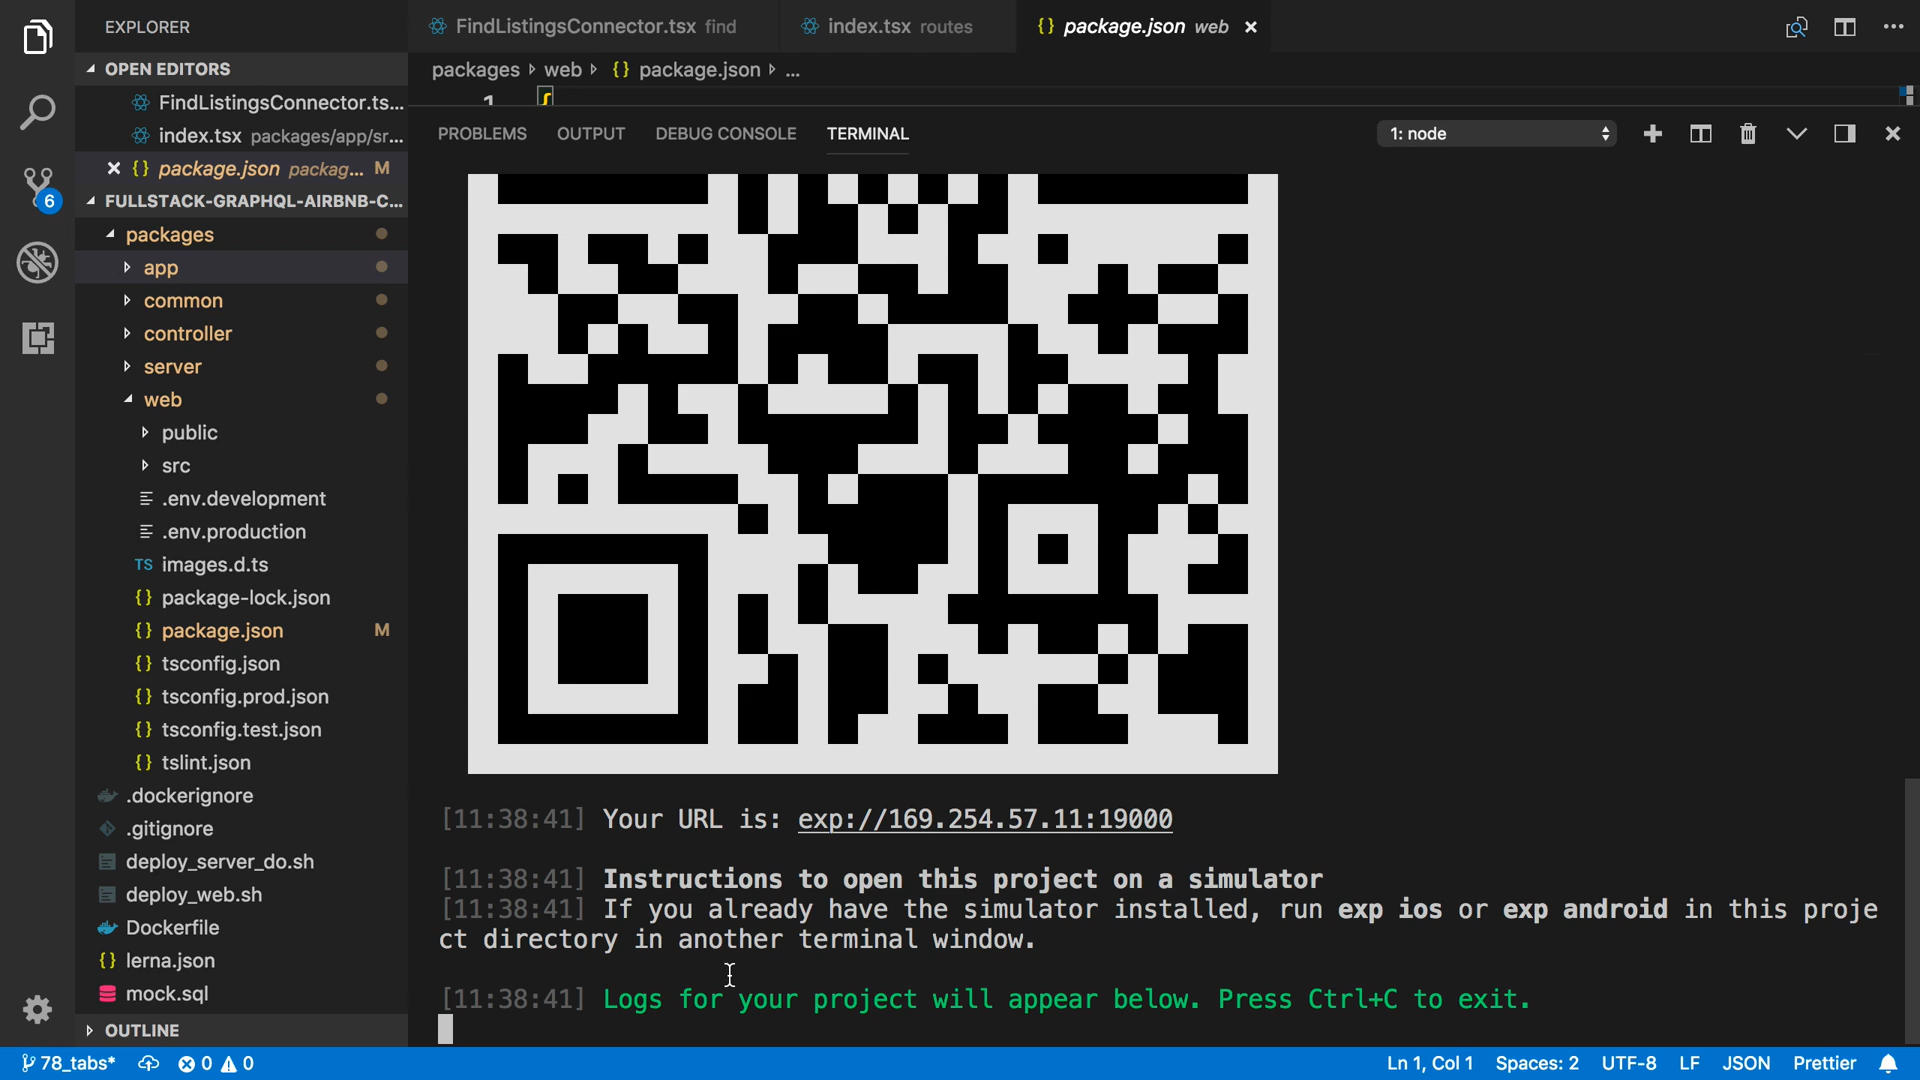 EXPLORER
OPEN EDITORS
FindListingsConnector.ts...
index.tsx packages/app/sr...
package.json packag... M
FULLSTACK-GRAPHQL-AIRBNB-C...
packages
app
common
controller
server
web
public
src
.env.development
.env.production
TS images.d.ts
{} package-lock.json
{} package.json M
{} tsconfig.json
{} tsconfig.prod.json
{} tsconfig.test.json
{} tslint.json
.dockerignore
.gitignore
deploy_server_do.sh
deploy_web.sh
Dockerfile
{} lerna.json
mock.sql
OUTLINE
6
FindListingsConnector.tsx find
index.tsx routes
{} package.json web
packages web {} package.json ...
1 {
PROBLEMS OUTPUT DEBUG CONSOLE TERMINAL
1: node
[11:38:41] Your URL is: exp://169.254.57.11:19000
[11:38:41] Instructions to open this project on a simulator
[11:38:41] If you already have the simulator installed, run exp ios or exp android in this proje
ct directory in another terminal window.
[11:38:41] Logs for your project will appear below. Press Ctrl+C to exit.
78_tabs* 0 0
Ln 1, Col 1 Spaces: 2 UTF-8 LF JSON Prettier